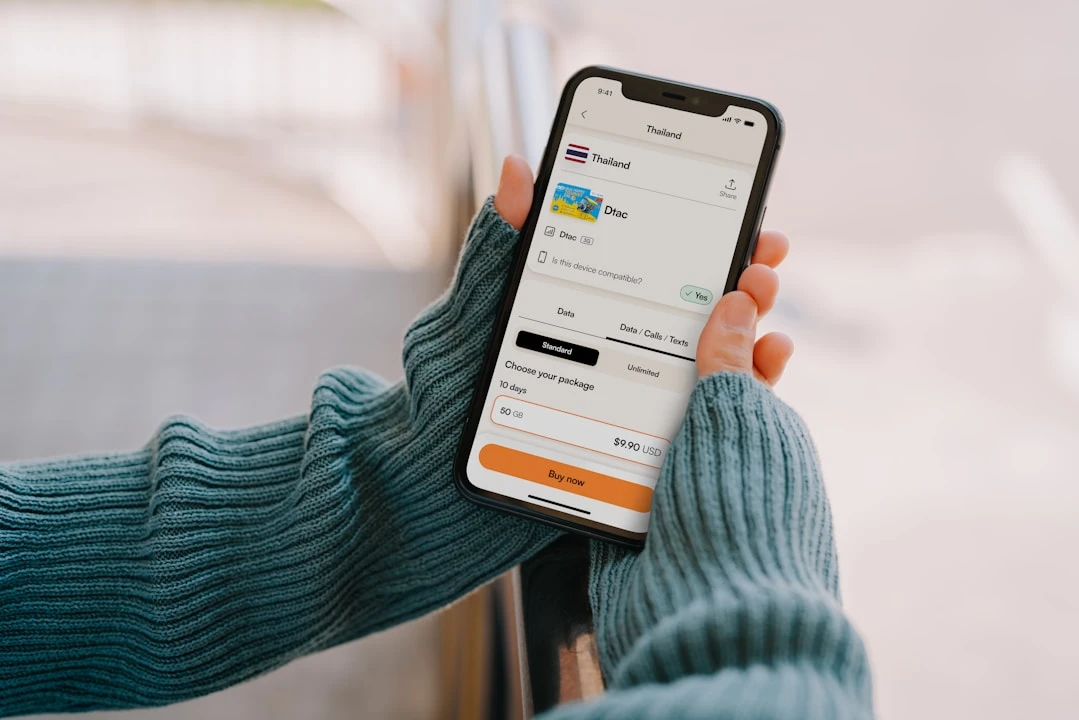 9:41
Thailand
Thailand
Share
Dtac
Dtac 5G
Is this device compatible?
Yes
Data
Data / Calls / Texts
Standard
Unlimited
Choose your package
10 days
50 GB
$9.90 USD
Buy now